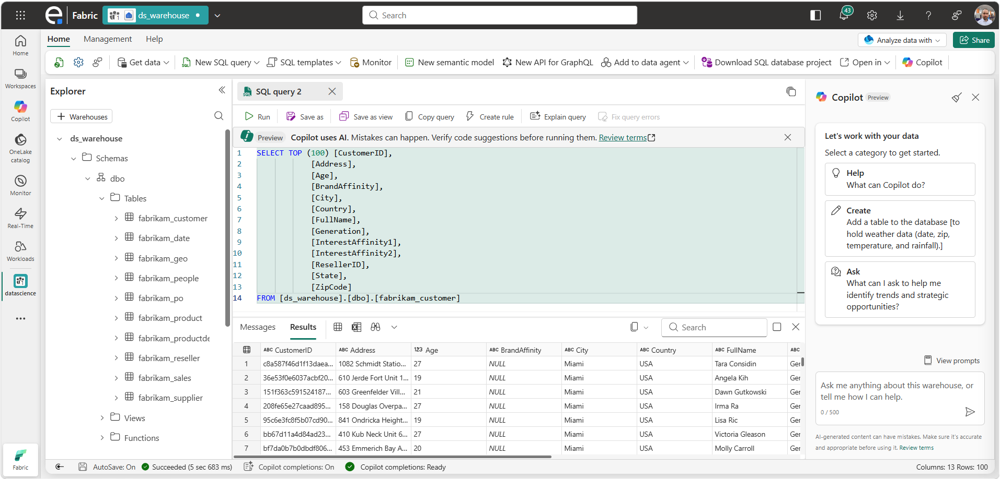 Fabric
ds_warehouse
Search
43
Home
Management
Help
Analyze data with
Share
Get data
New SQL query
SQL templates
Monitor
New semantic model
New API for GraphQL
Add to data agent
Download SQL database project
Open in
Copilot
Home
Workspaces
Copilot
OneLake
catalog
Monitor
Real-Time
Workloads
datascience
Fabric
Explorer
Warehouses
ds_warehouse
Schemas
dbo
Tables
fabrikam_customer
fabrikam_date
fabrikam_geo
fabrikam_people
fabrikam_po
fabrikam_product
fabrikam_reseller
fabrikam_sales
fabrikam_supplier
Views
Functions
SQL query 2
Run
Save as
Save as view
Copy query
Create rule
Explain query
Fix query errors
Preview Copilot uses AI. Mistakes can happen. Verify code suggestions before running them. Review terms
1 SELECT TOP (100) [CustomerID],
2 [Address],
3 [Age],
4 [BrandAffinity],
5 [City],
6 [Country],
7 [FullName],
8 [Generation],
9 [InterestAffinity1],
10 [InterestAffinity2],
11 [ResellerID],
12 [State],
13 [ZipCode]
14 FROM [ds_warehouse].[dbo].[fabrikam_customer]
Messages
Results
Search
ABC CustomerID ABC Address 123 Age ABC BrandAffinity ABC City ABC Country ABC FullName ABC
1 c8a587f46d1f13daea... 1082 Schmidt Statio... 27 NULL Miami USA Tara Considin Ger
2 36e53f0e6037acbf20... 610 Jerde Fort Unit 1... 19 NULL Miami USA Angela Kih Ger
3 151f363c591524187... 603 Greenfelder Vill... 21 NULL Miami USA Dawn Gutkowski Ger
4 208fe65e27caad895... 158 Douglas Overpa... 27 NULL Miami USA Irma Ra Ger
5 95c6e3fc8f5b07cd90... 841 Ondricka Height... 19 NULL Miami USA Lisa Ric Ger
6 bb67d11a4d84ad23... 410 Kub Neck Unit 6... 27 NULL Miami USA Victoria Gleason Ger
7 bf7da0b7b0dbdf806... 453 Emmerich Bay A... 20 NULL Miami USA Molly Carroll Ger
Copilot Preview
Let's work with your data
Select a category to get started.
Help
What can Copilot do?
Create
Add a table to the database [to
hold weather data (date, zip,
temperature, and rainfall).]
Ask
What can I ask to help me
identify trends and strategic
opportunities?
View prompts
Ask me anything about this warehouse, or
tell me how I can help.
0 / 500
AI-generated content can have mistakes. Make sure it's accurate
and appropriate before using it. Review terms
AutoSave: On
Succeeded (5 sec 683 ms)
Copilot completions: On
Copilot completions: Ready
Columns: 13 Rows: 100